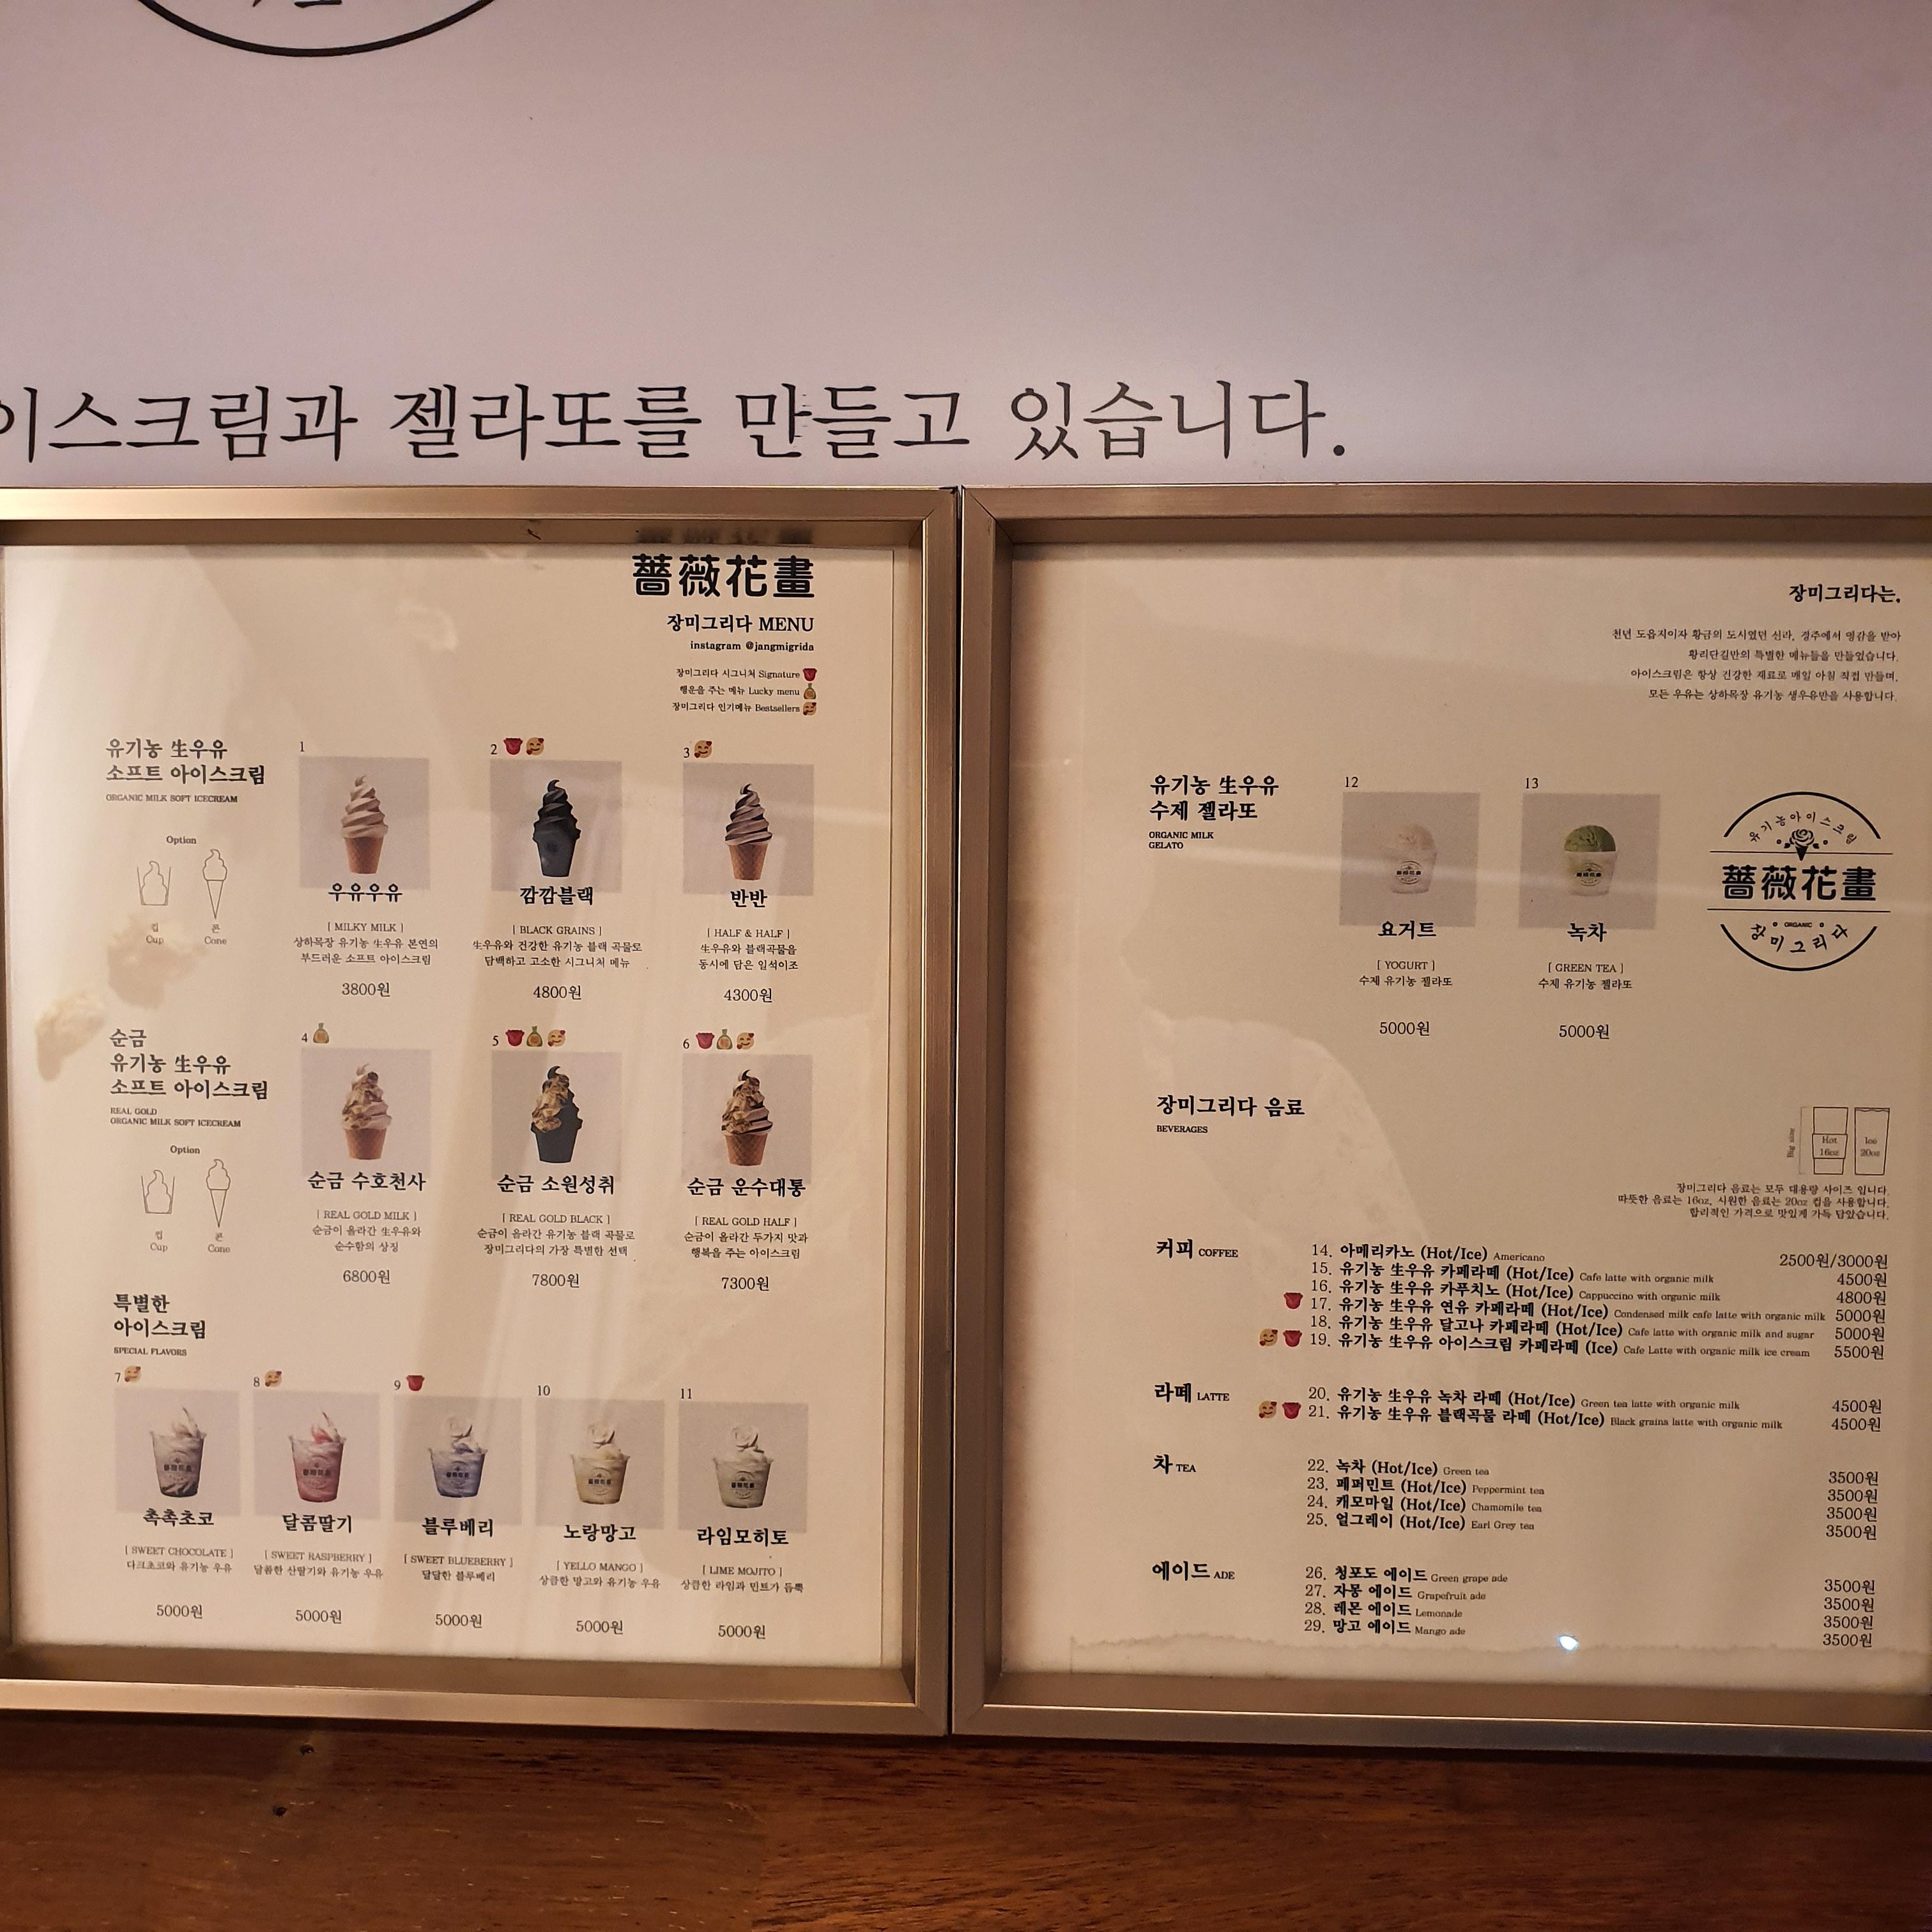 이스크림과 젤라또를 만들고 있습니다.
薔薇花畫
장미그리다 MENU
instagram @jangmigrida
장미그리다 시그니처 Signature
행운을 주는 메뉴 Lucky menu
장미그리다 인기메뉴 Bestsellers
유기농 生우유
소프트 아이스크림
ORGANIC MILK SOFT ICECREAM
Option
컵
Cup
콘
Cone
1
우유우유
[ MILKY MILK ]
상하목장 유기농 生우유 본연의
부드러운 소프트 아이스크림
3800원
2
깜깜블랙
[ BLACK GRAINS ]
生우유와 건강한 유기농 블랙 곡물로
담백하고 고소한 시그니처 메뉴
4800원
3
반반
[ HALF & HALF ]
生우유와 블랙곡물을
동시에 담은 일석이조
4300원
순금
유기농 生우유
소프트 아이스크림
REAL GOLD
ORGANIC MILK SOFT ICECREAM
Option
컵
Cup
콘
Cone
4
순금 수호천사
[ REAL GOLD MILK ]
순금이 올라간 生우유와
순수함의 상징
6800원
5
순금 소원성취
[ REAL GOLD BLACK ]
순금이 올라간 유기농 블랙 곡물로
장미그리다의 가장 특별한 선택
7800원
6
순금 운수대통
[ REAL GOLD HALF ]
순금이 올라간 두가지 맛과
행복을 주는 아이스크림
7300원
특별한
아이스크림
SPECIAL FLAVORS
7
촉촉초코
[ SWEET CHOCOLATE ]
다크초코와 유기농 우유
5000원
8
달콤딸기
[ SWEET RASPBERRY ]
달콤한 산딸기와 유기농 우유
5000원
9
블루베리
[ SWEET BLUEBERRY ]
달달한 블루베리
5000원
10
노랑망고
[ YELLO MANGO ]
상큼한 망고와 유기농 우유
5000원
11
라임모히토
[ LIME MOJITO ]
상큼한 라임과 민트가 듬뿍
5000원
장미그리다는,
천년 도읍지이자 황금의 도시였던 신라, 경주에서 영감을 받아
황리단길만의 특별한 메뉴들을 만들었습니다.
아이스크림은 항상 건강한 재료로 매일 아침 직접 만들며,
모든 우유는 상하목장 유기농 생우유만을 사용합니다.
유기농 生우유
수제 젤라또
ORGANIC MILK
GELATO
12
요거트
[ YOGURT ]
수제 유기농 젤라또
5000원
13
녹차
[ GREEN TEA ]
수제 유기농 젤라또
5000원
유기농아이스크림
薔薇花畫
ORGANIC
장미그리다
장미그리다 음료
BEVERAGES
Big size
Hot
16oz
Ice
20oz
장미그리다 음료는 모두 대용량 사이즈 입니다.
따뜻한 음료는 16oz, 시원한 음료는 20oz 컵을 사용합니다.
합리적인 가격으로 맛있게 가득 담았습니다.
커피 COFFEE
14. 아메리카노 (Hot/Ice) Americano 2500원/3000원
15. 유기농 生우유 카페라떼 (Hot/Ice) Cafe latte with organic milk 4500원
16. 유기농 生우유 카푸치노 (Hot/Ice) Cappuccino with organic milk 4800원
17. 유기농 生우유 연유 카페라떼 (Hot/Ice) Condensed milk cafe latte with organic milk 5000원
18. 유기농 生우유 달고나 카페라떼 (Hot/Ice) Cafe latte with organic milk and sugar 5000원
19. 유기농 生우유 아이스크림 카페라떼 (Ice) Cafe Latte with organic milk ice cream 5500원
라떼 LATTE
20. 유기농 生우유 녹차 라떼 (Hot/Ice) Green tea latte with organic milk 4500원
21. 유기농 生우유 블랙곡물 라떼 (Hot/Ice) Black grains latte with organic milk 4500원
차 TEA
22. 녹차 (Hot/Ice) Green tea 3500원
23. 페퍼민트 (Hot/Ice) Peppermint tea 3500원
24. 캐모마일 (Hot/Ice) Chamomile tea 3500원
25. 얼그레이 (Hot/Ice) Earl Grey tea 3500원
에이드 ADE
26. 청포도 에이드 Green grape ade 3500원
27. 자몽 에이드 Grapefruit ade 3500원
28. 레몬 에이드 Lemonade 3500원
29. 망고 에이드 Mango ade 3500원